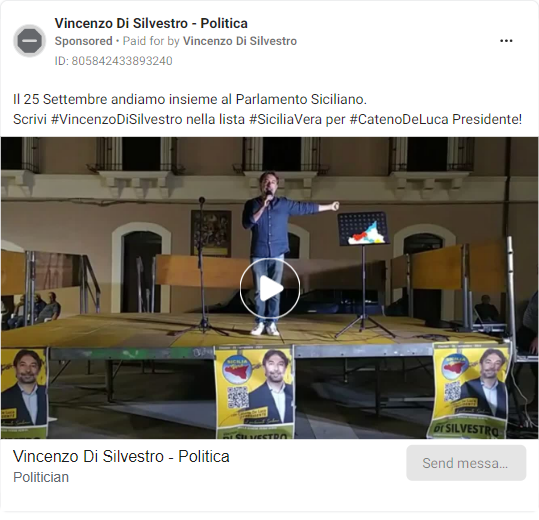 Vincenzo Di Silvestro - Politica
Sponsored • Paid for by Vincenzo Di Silvestro
ID: 805842433893240
Il 25 Settembre andiamo insieme al Parlamento Siciliano.
Scrivi #VincenzoDiSilvestro nella lista #SiciliaVera per #CatenoDeLuca Presidente!
DI SILVESTRO
DI SILVESTRO
Vincenzo Di Silvestro - Politica
Politician
Send messa...